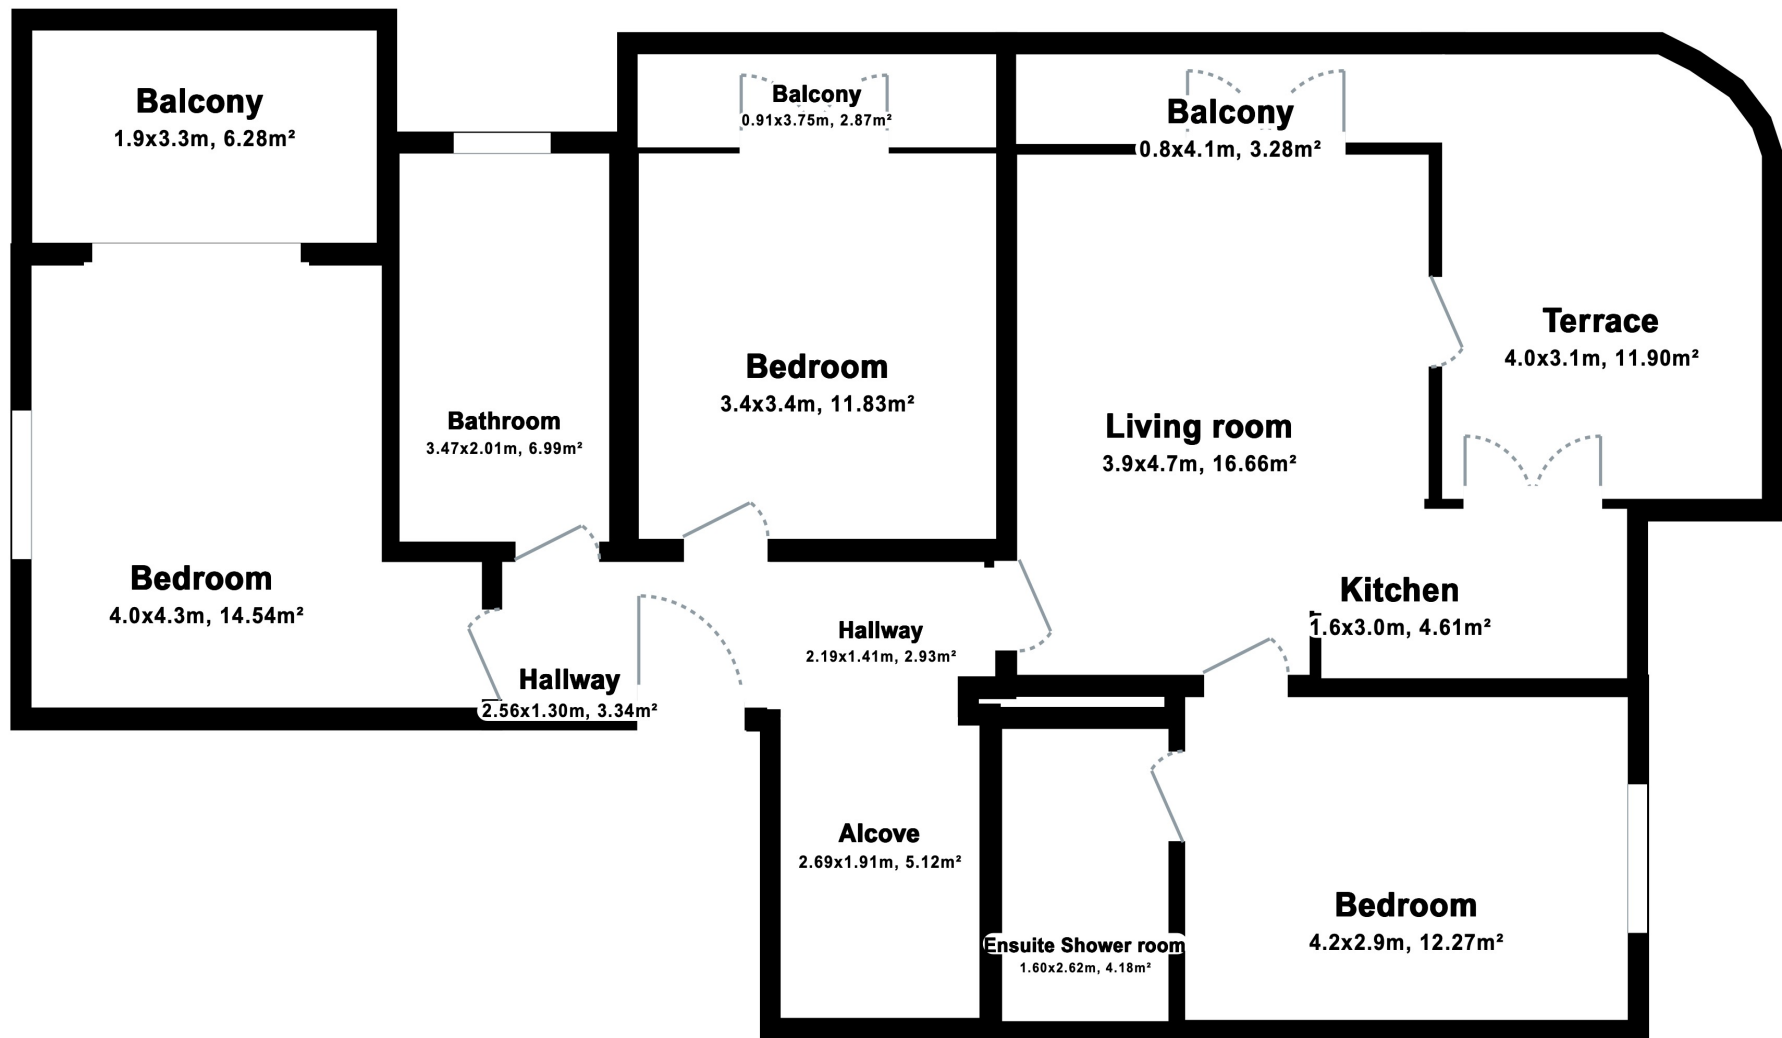 Balcony
1.9x3.3m, 6.28m²
Balcony
0.91x3.75m, 2.87m²
Balcony
0.8x4.1m, 3.28m²
Terrace
4.0x3.1m, 11.90m²
Bedroom
3.4x3.4m, 11.83m²
Bathroom
3.47x2.01m, 6.99m²
Living room
3.9x4.7m, 16.66m²
Bedroom
4.0x4.3m, 14.54m²
Kitchen
1.6x3.0m, 4.61m²
Hallway
2.19x1.41m, 2.93m²
Hallway
2.56x1.30m, 3.34m²
Alcove
2.69x1.91m, 5.12m²
Bedroom
4.2x2.9m, 12.27m²
Ensuite Shower room
1.60x2.62m, 4.18m²